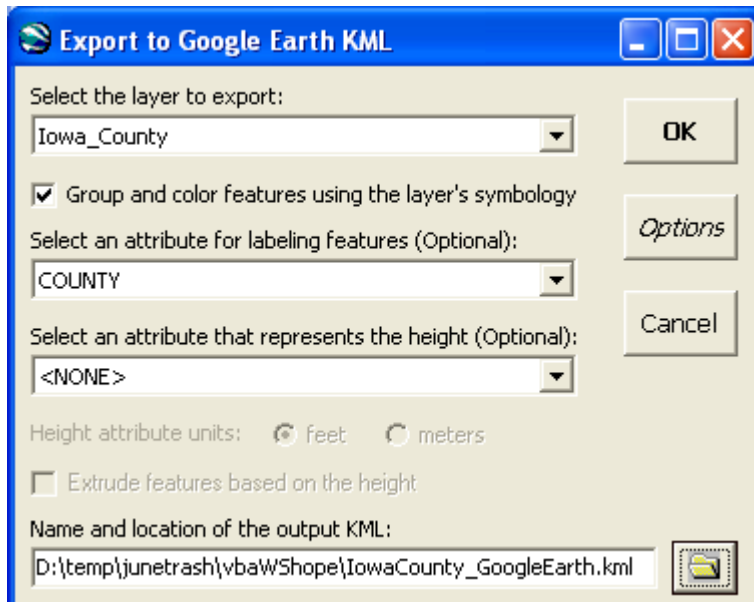 Export to Google Earth KML
Select the layer to export:
Iowa_County
OK
Group and color features using the layer's symbology
Options
Select an attribute for labeling features (Optional):
COUNTY
Cancel
Select an attribute that represents the height (Optional):
<NONE>
Height attribute units: feet meters
Extrude features based on the height
Name and location of the output KML:
D:\temp\junetrash\vbaWShope\IowaCounty_GoogleEarth.kml